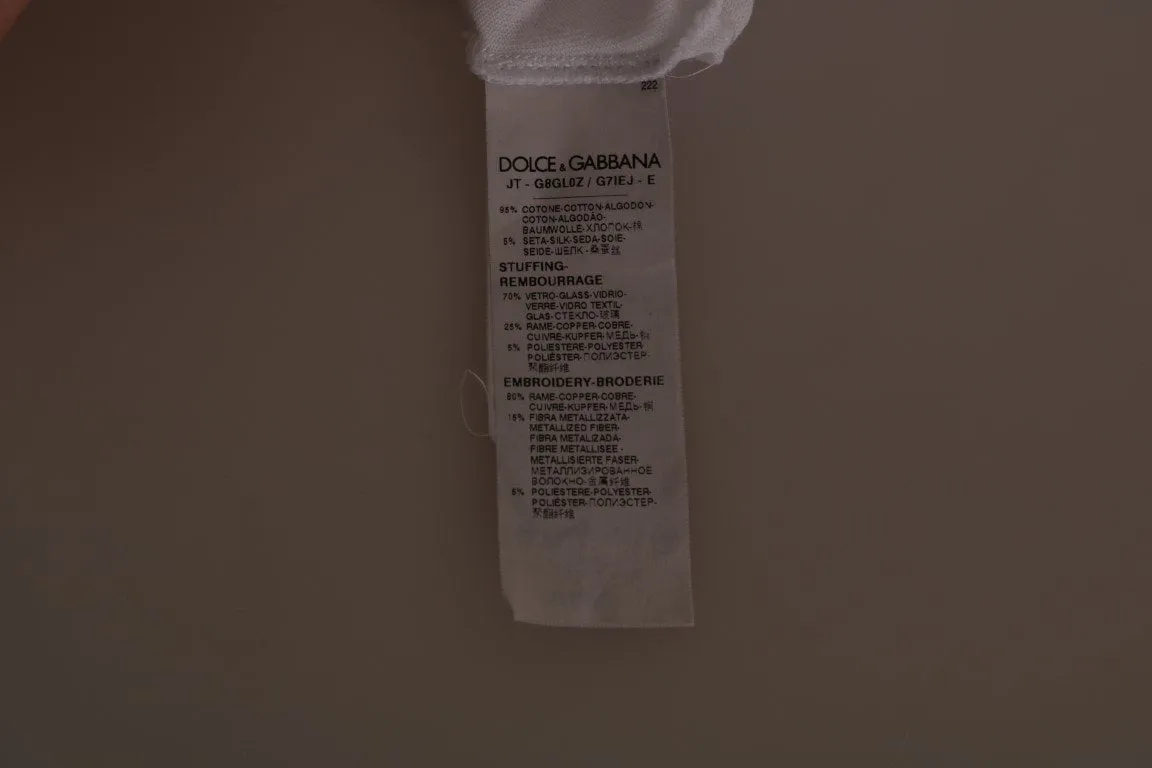 222
DOLCE & GABBANA
JT - G8GL0Z / G7IEJ - E
95% COTONE-COTTON-ALGODON-
COTON-ALGODÃO-
BAUMWOLLE-ХЛОПОК-棉
5% SETA-SILK-SEDA-SOIE-
SEIDE-ШЕЛК-桑蚕丝
STUFFING-
REMBOURRAGE
70% VETRO-GLASS-VIDRIO-
VERRE-VIDRO TEXTIL-
GLAS-СТЕКЛО-玻璃
25% RAME-COPPER-COBRE-
CUIVRE-KUPFER-МЕДЬ-铜
5% POLIESTERE-POLYESTER-
POLIÉSTER-ПОЛИЭСТЕР-
聚酯纤维
EMBROIDERY-BRODERIE
80% RAME-COPPER-COBRE-
CUIVRE-KUPFER-МЕДЬ-铜
15% FIBRA METALLIZZATA-
METALLIZED FIBER-
FIBRA METALIZADA-
FIBRE METALLISEE-
METALLISIERTE FASER-
МЕТАЛЛИЗИРОВАННОЕ
ВОЛОКНО-金属纤维
5% POLIESTERE-POLYESTER-
POLIÉSTER-ПОЛИЭСТЕР-
聚酯纤维